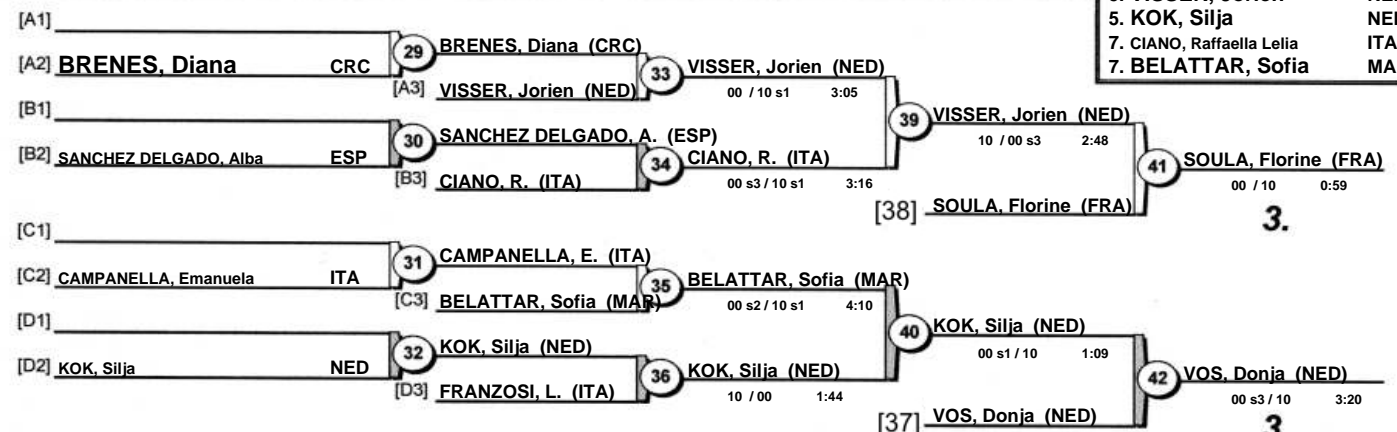 5. KOK, Silja NED
7. CIANO, Raffaella Lelia ITA
7. BELATTAR, Sofia
[A1]
[A2] BRENES, Diana CRC
29
BRENES, Diana (CRC)
[A3] VISSER, Jorien (NED)
33
VISSER, Jorien (NED)
00 / 10 s1 3:05
[B1]
[B2] SANCHEZ DELGADO, Alba ESP
30
SANCHEZ DELGADO, A. (ESP)
[B3] CIANO, R. (ITA)
34
CIANO, R. (ITA)
00 s3 / 10 s1 3:16
39
VISSER, Jorien (NED)
10 / 00 s3 2:48
[38] SOULA, Florine (FRA)
41
SOULA, Florine (FRA)
00 / 10 0:59
3.
[C1]
[C2] CAMPANELLA, Emanuela ITA
31
CAMPANELLA, E. (ITA)
[C3] BELATTAR, Sofia (MAR)
35
BELATTAR, Sofia (MAR)
00 s2 / 10 s1 4:10
[D1]
[D2] KOK, Silja NED
32
KOK, Silja (NED)
[D3] FRANZOSI, L. (ITA)
36
KOK, Silja (NED)
10 / 00 1:44
40
KOK, Silja (NED)
00 s1 / 10 1:09
[37] VOS, Donja (NED)
42
VOS, Donja (NED)
00 s3 / 10 3:20
3